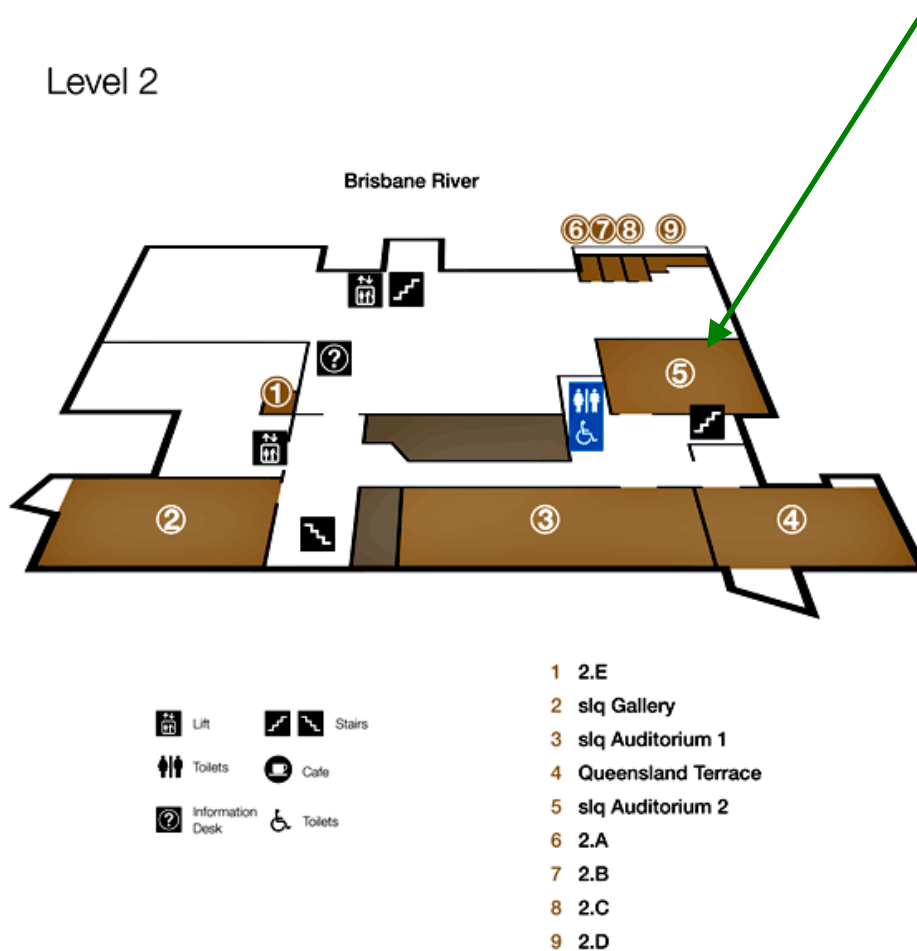 Level 2
Brisbane River
6 7 8 9
5
?
1
2
3
4
Lift
Stairs
Toilets
Cafe
? Information Desk
Toilets
1 2.E
2 slq Gallery
3 slq Auditorium 1
4 Queensland Terrace
5 slq Auditorium 2
6 2.A
7 2.B
8 2.C
9 2.D